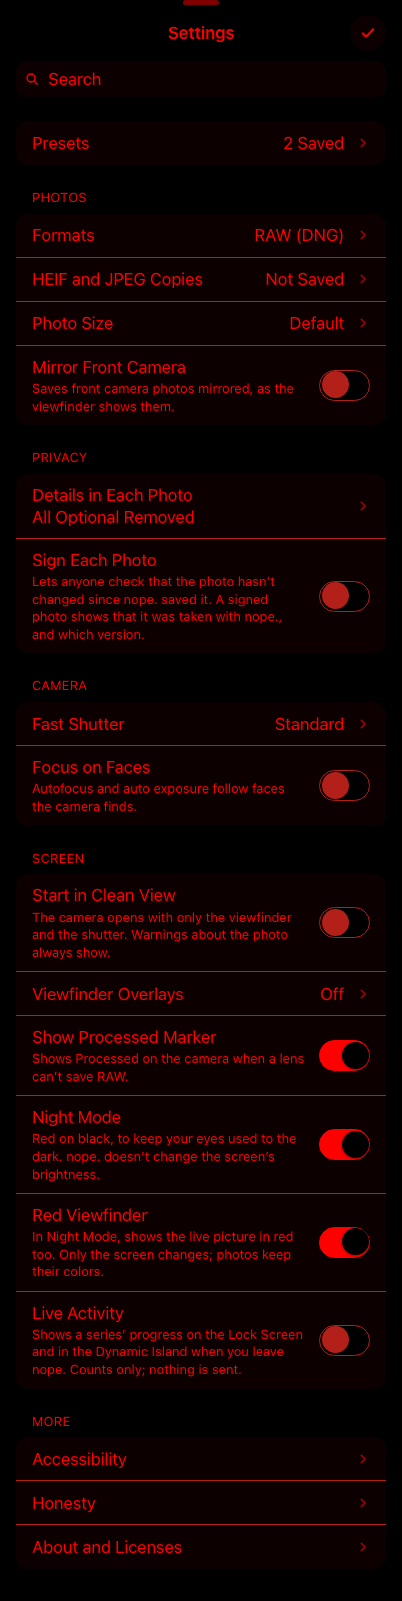 Settings
Search
Presets 2 Saved
PHOTOS
Formats RAW (DNG)
HEIF and JPEG Copies Not Saved
Photo Size Default
Mirror Front Camera
Saves front camera photos mirrored, as the
viewfinder shows them.
PRIVACY
Details in Each Photo
All Optional Removed
Sign Each Photo
Lets anyone check that the photo hasn't
changed since nope. saved it. A signed
photo shows that it was taken with nope.,
and which version.
CAMERA
Fast Shutter Standard
Focus on Faces
Autofocus and auto exposure follow faces
the camera finds.
SCREEN
Start in Clean View
The camera opens with only the viewfinder
and the shutter. Warnings about the photo
always show.
Viewfinder Overlays Off
Show Processed Marker
Shows Processed on the camera when a lens
can't save RAW.
Night Mode
Red on black, to keep your eyes used to the
dark. nope. doesn't change the screen's
brightness.
Red Viewfinder
In Night Mode, shows the live picture in red
too. Only the screen changes; photos keep
their colors.
Live Activity
Shows a series' progress on the Lock Screen
and in the Dynamic Island when you leave
nope. Counts only; nothing is sent.
MORE
Accessibility
Honesty
About and Licenses